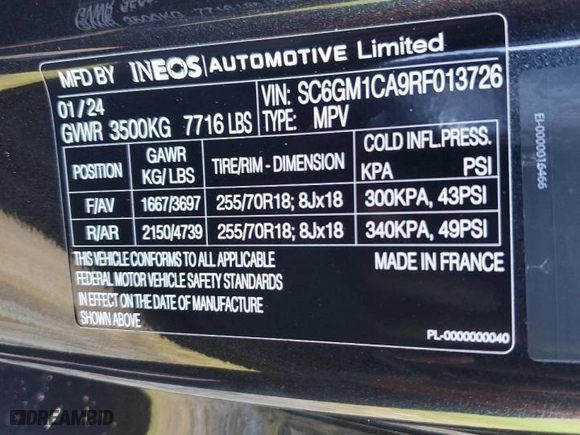 MFD BY INEOS AUTOMOTIVE Limited
01/24 VIN: SC6GM1CA9RF013726
GVWR 3500KG 7716 LBS TYPE: MPV
POSITION GAWR KG/LBS TIRE/RIM - DIMENSION COLD INFL.PRESS. KPA PSI
F/AV 1667/3697 255/70R18; 8Jx18 300KPA, 43PSI
R/AR 2150/4739 255/70R18; 8Jx18 340KPA, 49PSI
THIS VEHICLE CONFORMS TO ALL APPLICABLE MADE IN FRANCE
FEDERAL MOTOR VEHICLE SAFETY STANDARDS
IN EFFECT ON THE DATE OF MANUFACTURE
SHOWN ABOVE
PL-0000000040
EI-0000016466
DREAMBID